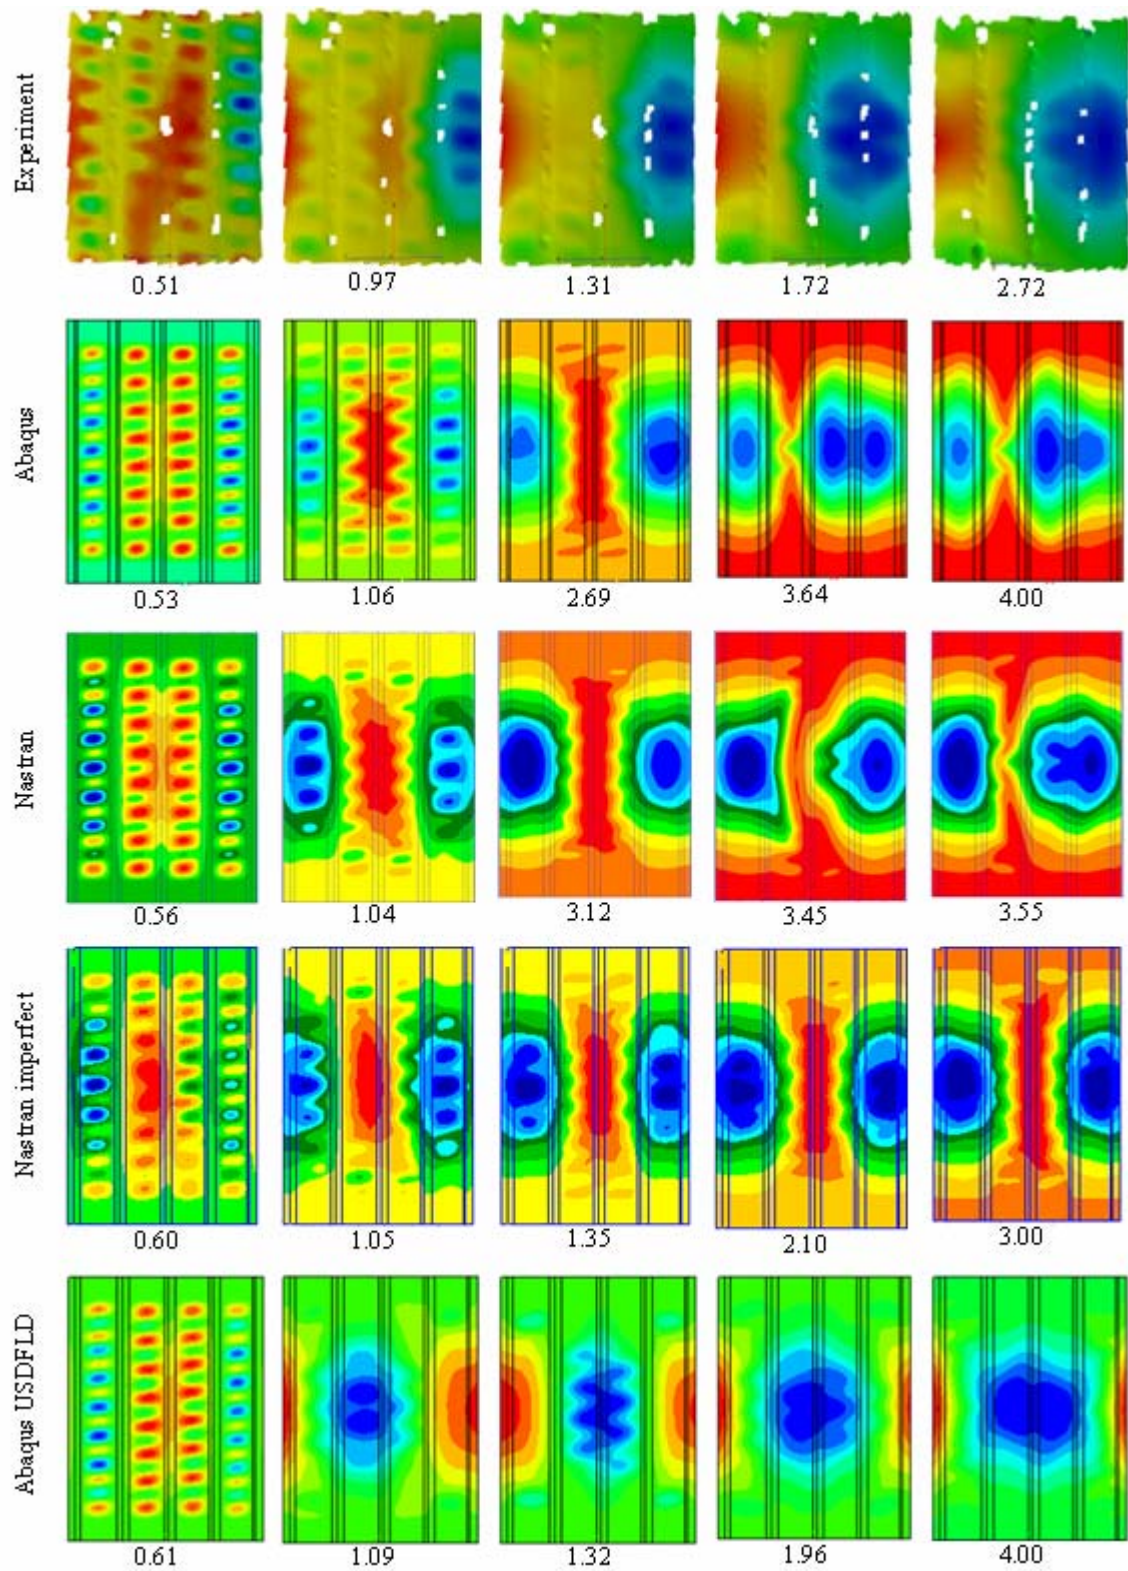 Experiment
0.51 0.97 1.31 1.72 2.72
Abaqus
0.53 1.06 2.69 3.64 4.00
Nastran
0.56 1.04 3.12 3.45 3.55
Nastran imperfect
0.60 1.05 1.35 2.10 3.00
Abaqus USDFLD
0.61 1.09 1.32 1.96 4.00